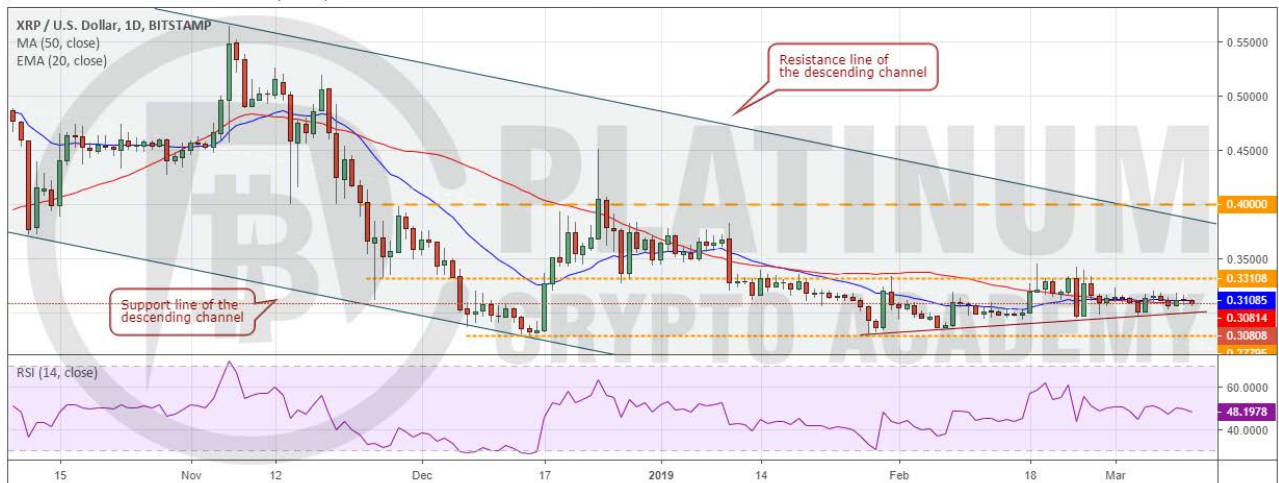 XRP / U.S. Dollar, 1D, BITSTAMP
MA (50, close)
EMA (20, close)
Resistance line of
the descending channel
Support line of the
descending channel
PLATINUM
CRYPTO ACADEMY
0.55000
0.50000
0.45000
0.40000
0.35000
0.33108
0.31085
0.30814
0.30808
0.27795
RSI (14, close)
60.0000
48.1978
40.0000
15
Nov
12
Dec
17
2019
14
Feb
18
Mar